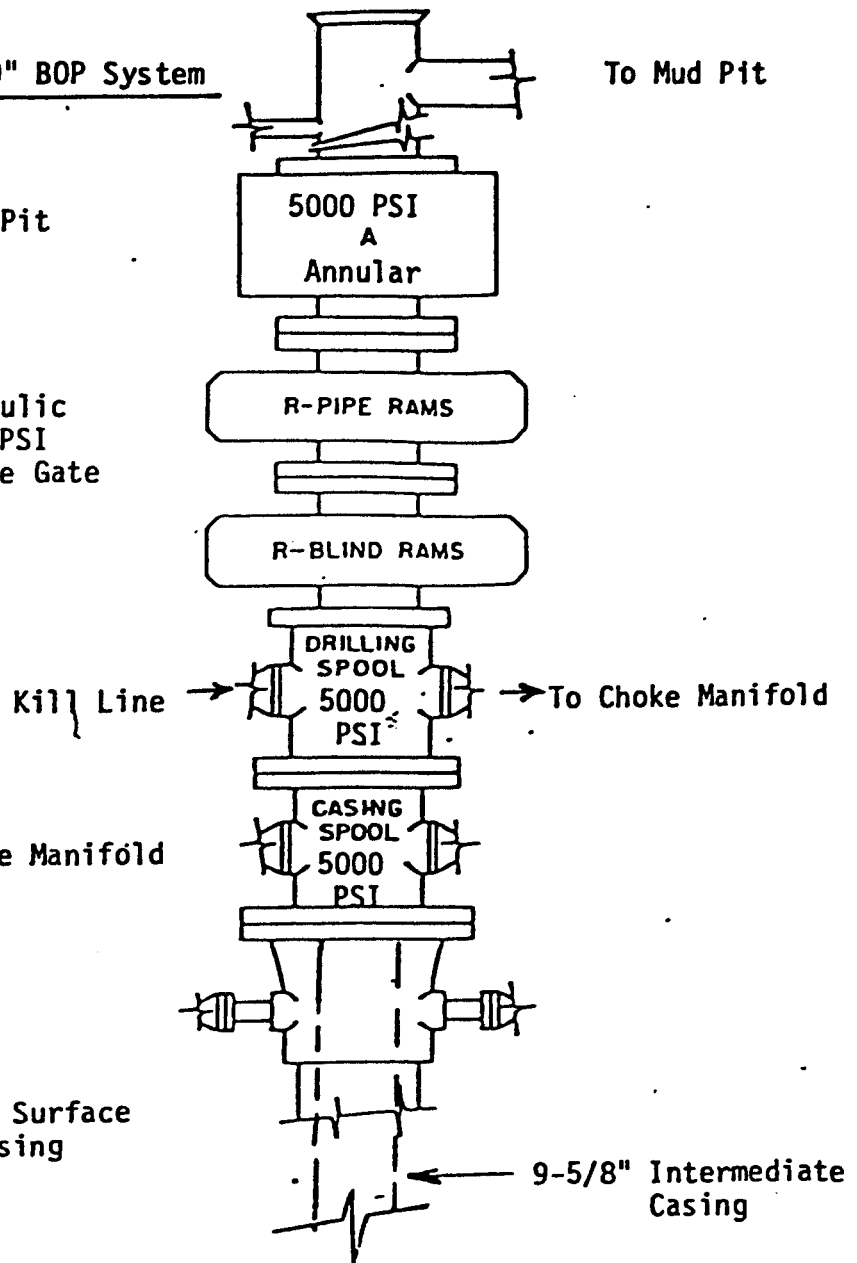 " BOP System
To Mud Pit
Pit
5000 PSI
A
Annular
ulic
PSI
e Gate
R-PIPE RAMS
R-BLIND RAMS
DRILLING
SPOOL
5000
PSI
Kill Line
To Choke Manifold
CASING
SPOOL
5000
PSI
e Manifold
Surface
sing
9-5/8" Intermediate
Casing